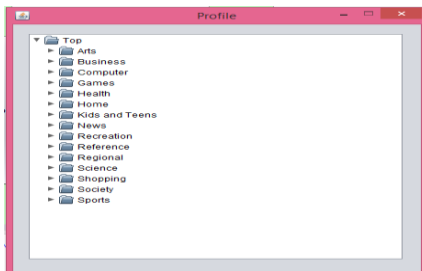 Profile
Top
Arts
Business
Computer
Games
Health
Home
Kids and Teens
News
Recreation
Reference
Regional
Science
Shopping
Society
Sports